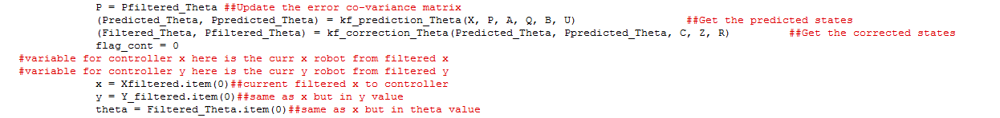 P = Pfiltered_Theta ##Update the error co-variance matrix
(Predicted_Theta, Ppredicted_Theta) = kf_prediction_Theta(X, P, A, Q, B, U) ##Get the predicted states
(Filtered_Theta, Pfiltered_Theta) = kf_correction_Theta(Predicted_Theta, Ppredicted_Theta, C, Z, R) ##Get the corrected states
flag_cont = 0
#variable for controller x here is the curr x robot from filtered x
#variable for controller y here is the curr y robot from filtered y
x = Xfiltered.item(0)##current filtered x to controller
y = Y_filtered.item(0)##same as x but in y value
theta = Filtered_Theta.item(0)##same as x but in theta value